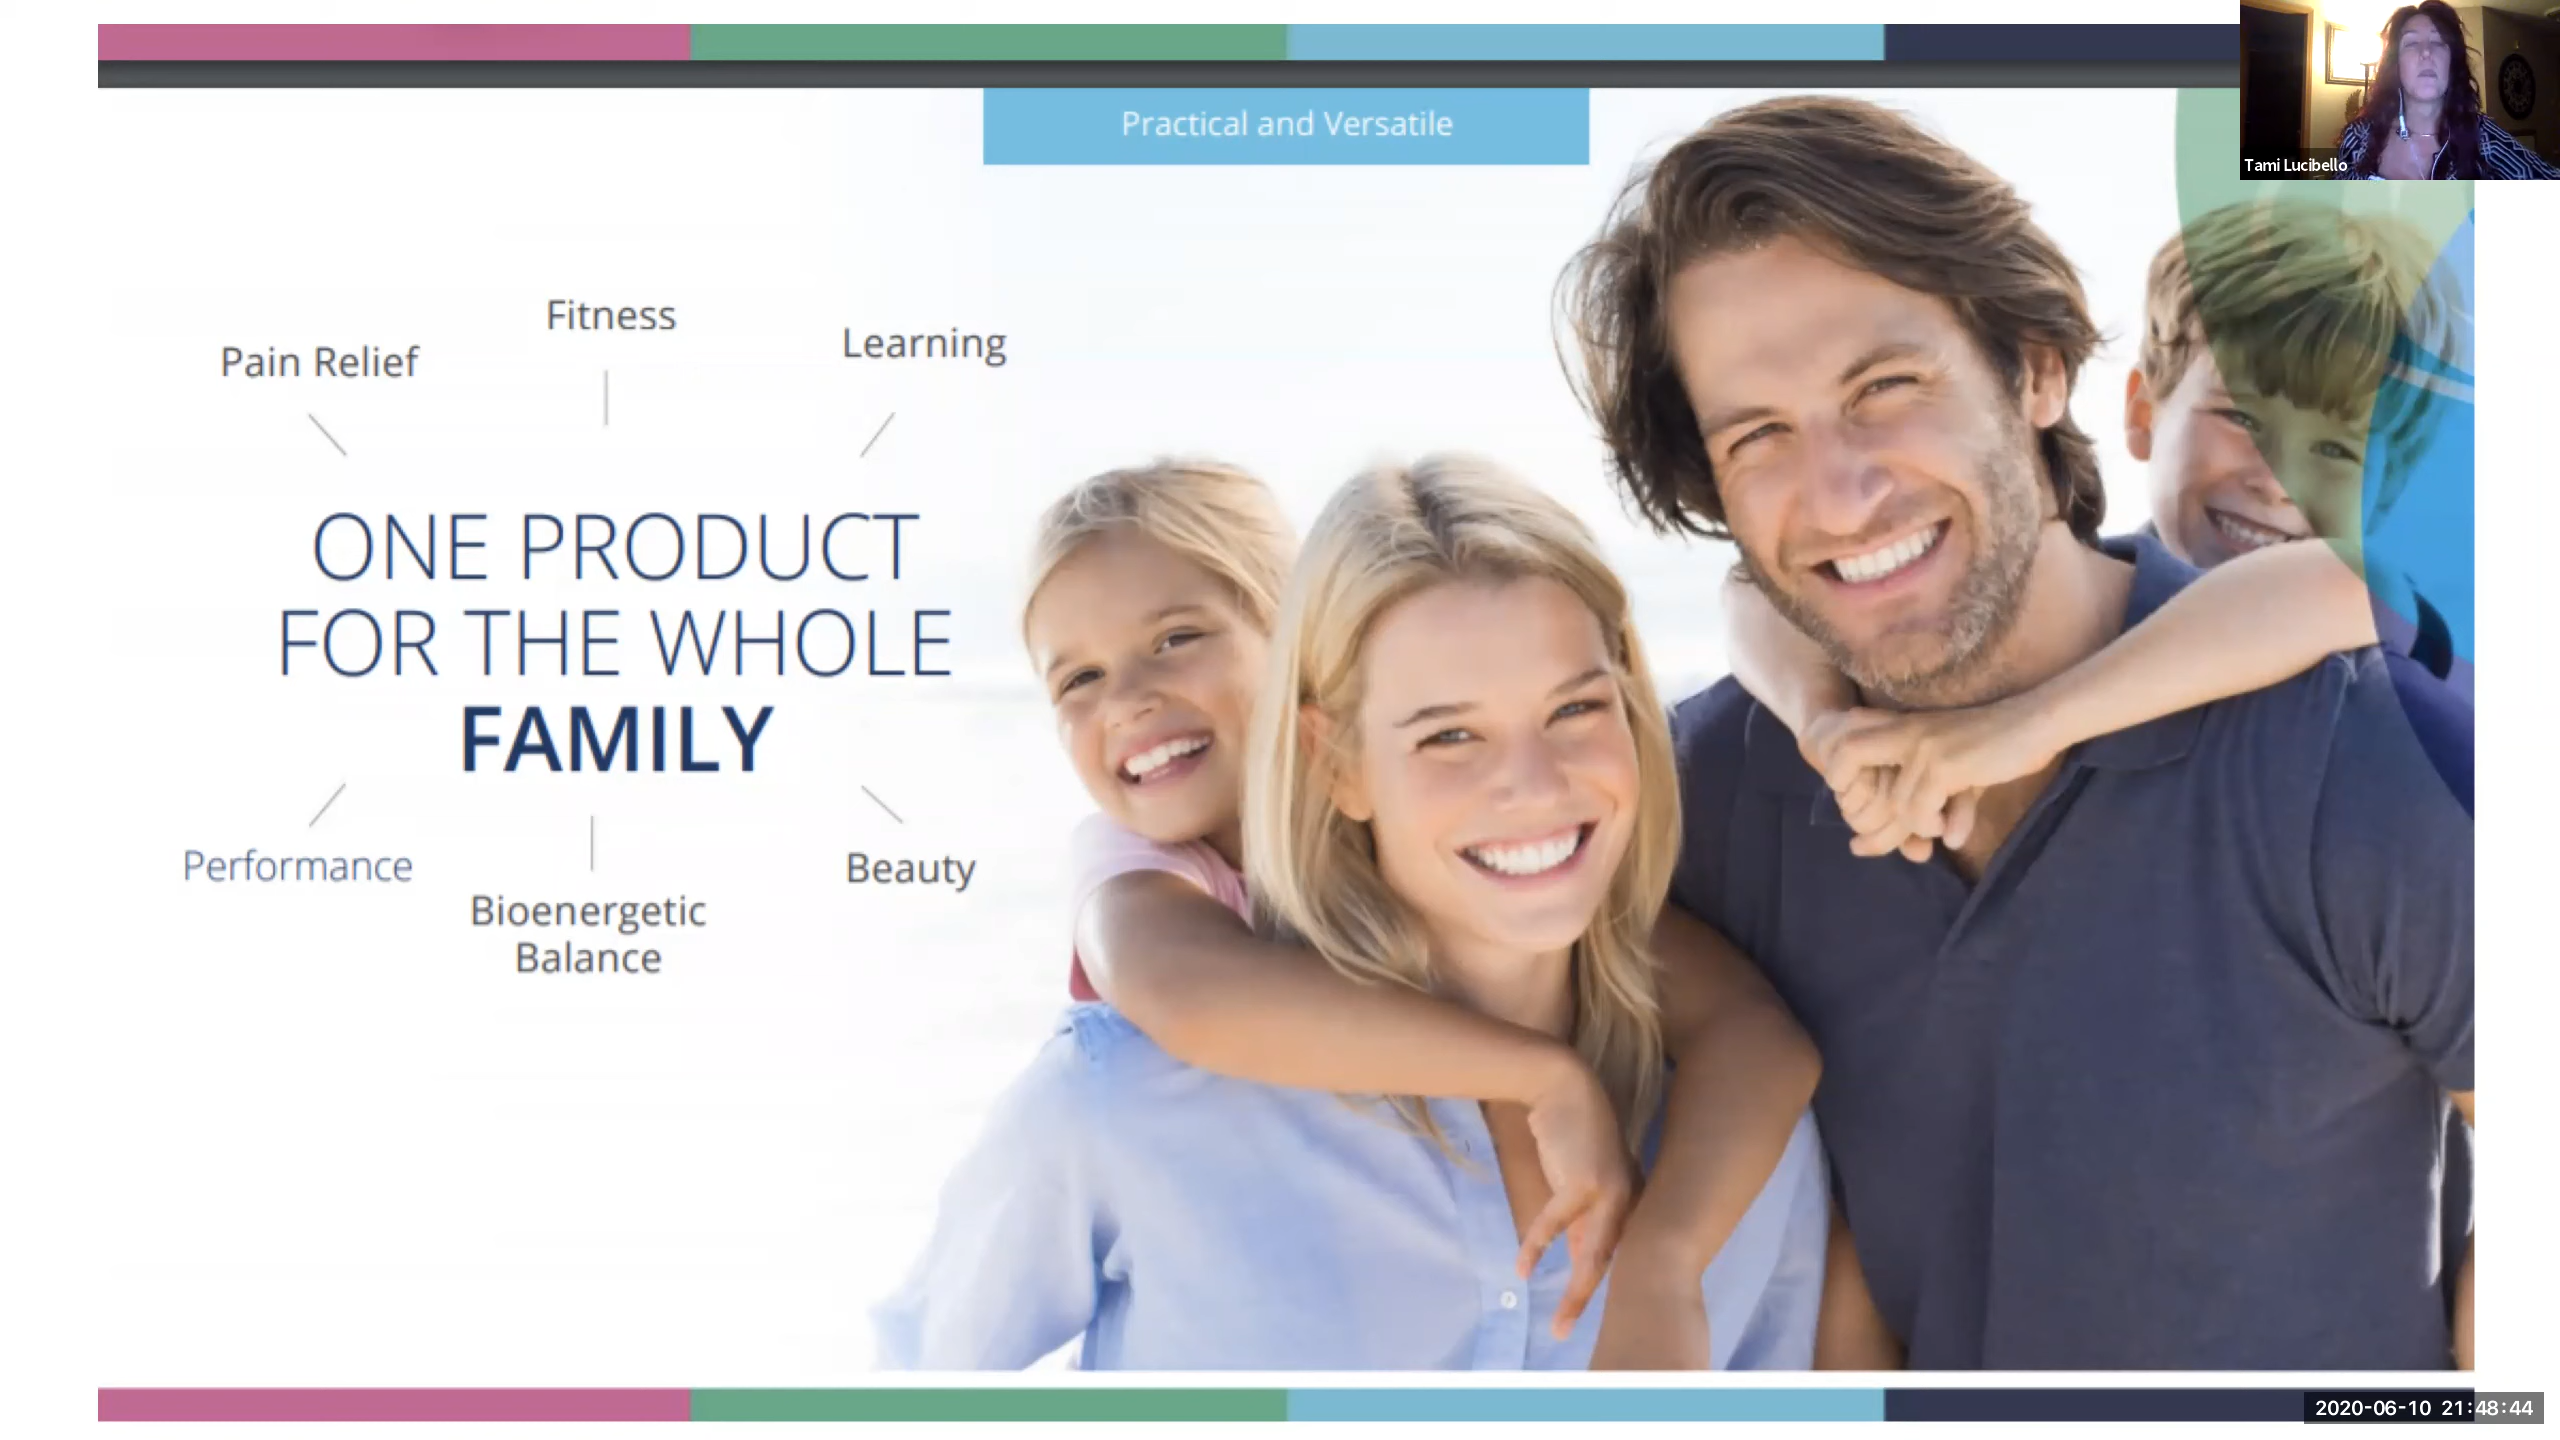 Practical and Versatile
Tami Lucibello
Fitness
Pain Relief
Learning
ONE PRODUCT
FOR THE WHOLE
FAMILY
Performance
Bioenergetic
Balance
Beauty
2020-06-10 21:48:44